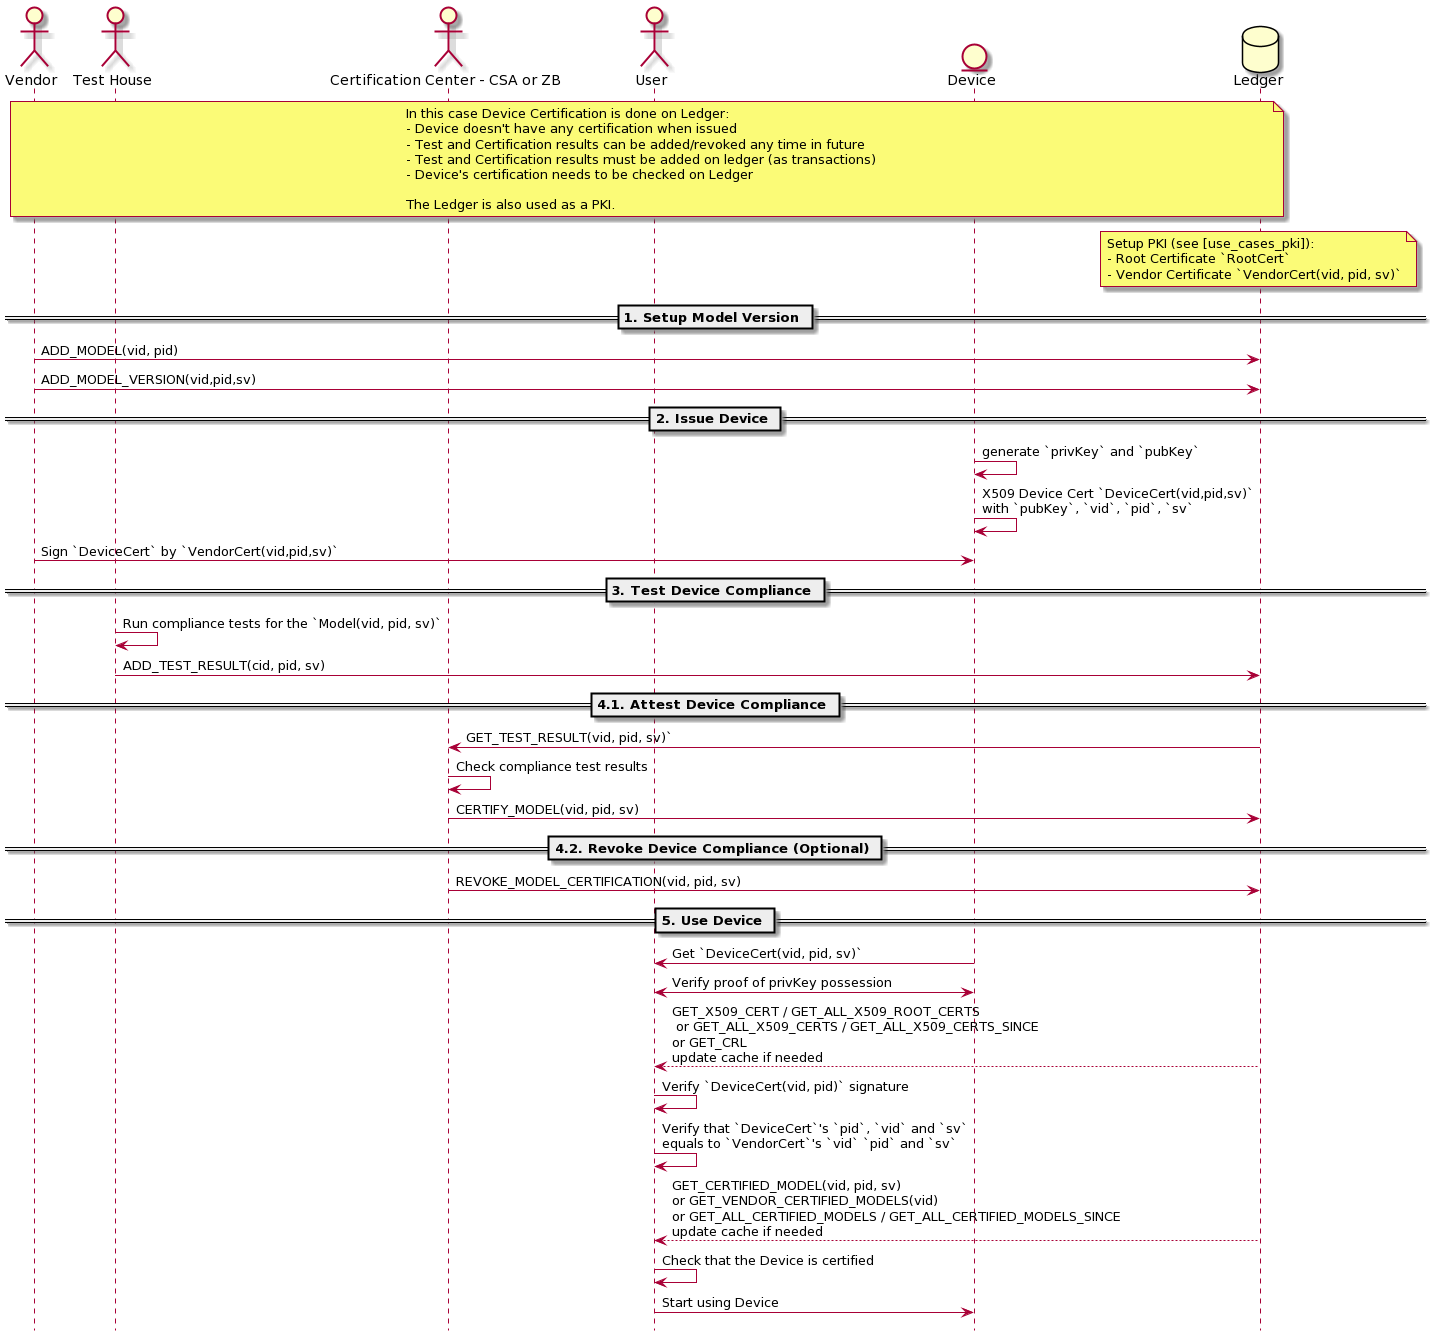 Vendor
Test House
Certification Center - CSA or ZB
User
Device
Ledger
In this case Device Certification is done on Ledger:
- Device doesn't have any certification when issued
- Test and Certification results can be added/revoked any time in future
- Test and Certification results must be added on ledger (as transactions)
- Device's certification needs to be checked on Ledger
The Ledger is also used as a PKI.
Setup PKI (see [use_cases_pki]):
- Root Certificate `RootCert`
- Vendor Certificate `VendorCert(vid, pid, sv)`
1. Setup Model Version
ADD_MODEL(vid, pid)
ADD_MODEL_VERSION(vid,pid,sv)
2. Issue Device
generate `privKey` and `pubKey`
X509 Device Cert `DeviceCert(vid,pid,sv)`
with `pubKey`, `vid`, `pid`, `sv`
Sign `DeviceCert` by `VendorCert(vid,pid,sv)`
3. Test Device Compliance
Run compliance tests for the `Model(vid, pid, sv)`
ADD_TEST_RESULT(cid, pid, sv)
4.1. Attest Device Compliance
GET_TEST_RESULT(vid, pid, sv)`
Check compliance test results
CERTIFY_MODEL(vid, pid, sv)
4.2. Revoke Device Compliance (Optional)
REVOKE_MODEL_CERTIFICATION(vid, pid, sv)
5. Use Device
Get `DeviceCert(vid, pid, sv)`
Verify proof of privKey possession
GET_X509_CERT / GET_ALL_X509_ROOT_CERTS
or GET_ALL_X509_CERTS / GET_ALL_X509_CERTS_SINCE
or GET_CRL
update cache if needed
Verify `DeviceCert(vid, pid)` signature
Verify that `DeviceCert`'s `pid`, `vid` and `sv`
equals to `VendorCert`'s `vid` `pid` and `sv`
GET_CERTIFIED_MODEL(vid, pid, sv)
or GET_VENDOR_CERTIFIED_MODELS(vid)
or GET_ALL_CERTIFIED_MODELS / GET_ALL_CERTIFIED_MODELS_SINCE
update cache if needed
Check that the Device is certified
Start using Device